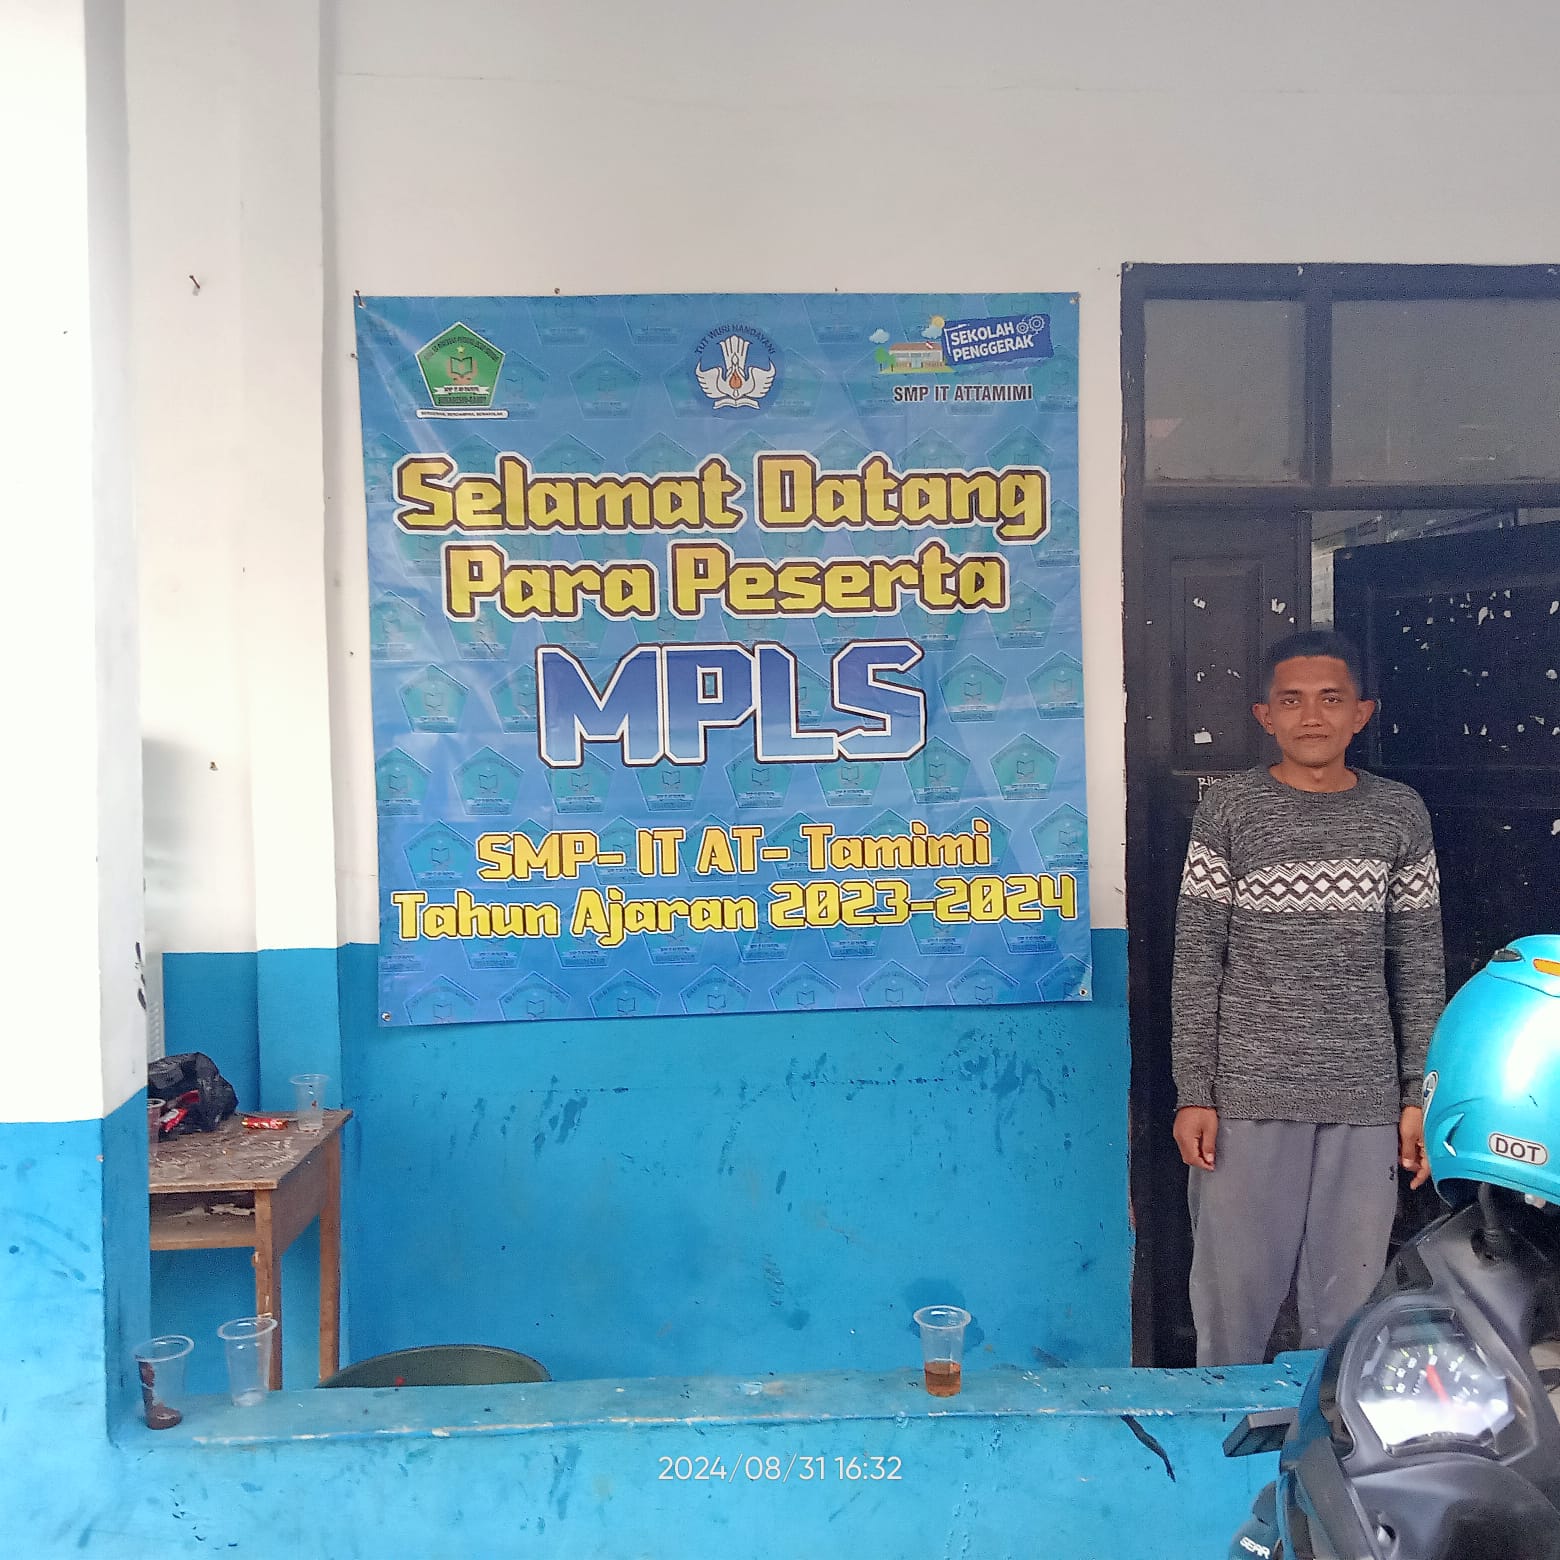 TUT WURI HANDAYANI
SEKOLAH
PENGGERAK
SMP IT ATTAMIMI
Selamat Datang
Para Peserta
MPLS
SMP- IT AT- Tamimi
Tahun Ajaran 2023-2024
DOT
2024/08/31 16:32